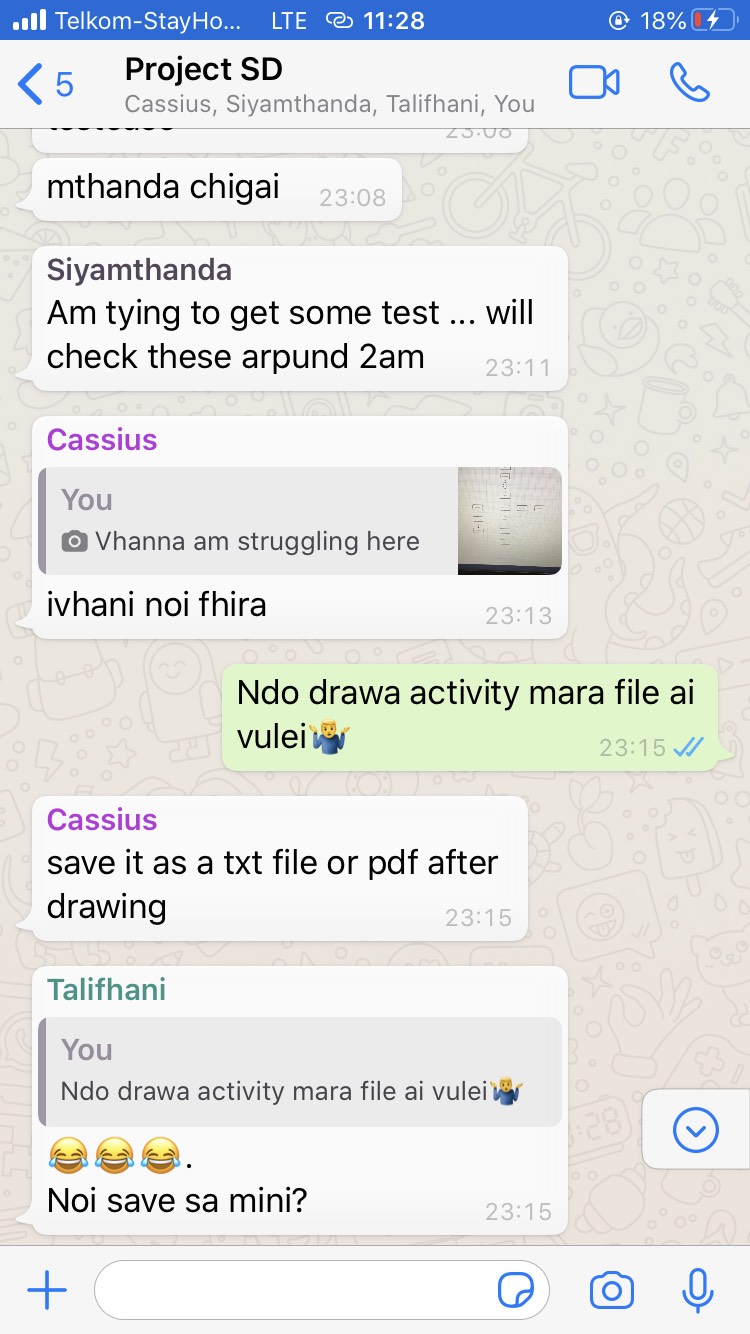 Telkom-StayHo... LTE 11:28 18%
5
Project SD
Cassius, Siyamthanda, Talifhani, You
23:08
mthanda chigai 23:08
Siyamthanda
Am tying to get some test ... will
check these arpund 2am 23:11
Cassius
You
Vhanna am struggling here
ivhani noi fhira 23:13
Ndo drawa activity mara file ai
vulei🤷‍♂️ 23:15
Cassius
save it as a txt file or pdf after
drawing 23:15
Talifhani
You
Ndo drawa activity mara file ai vulei🤷‍♂️
😂😂😂.
Noi save sa mini? 23:15